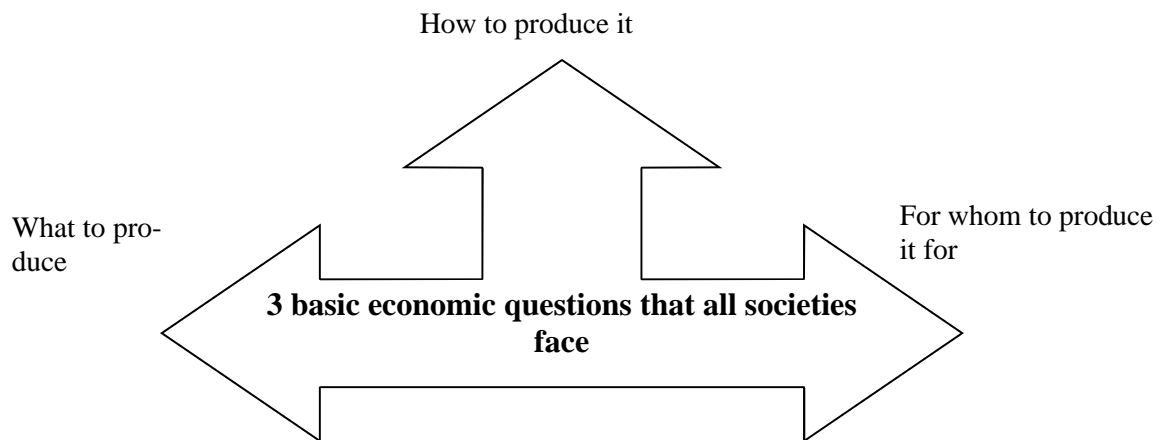 How to produce it
What to pro-
duce
For whom to produce
it for
3 basic economic questions that all societies
face